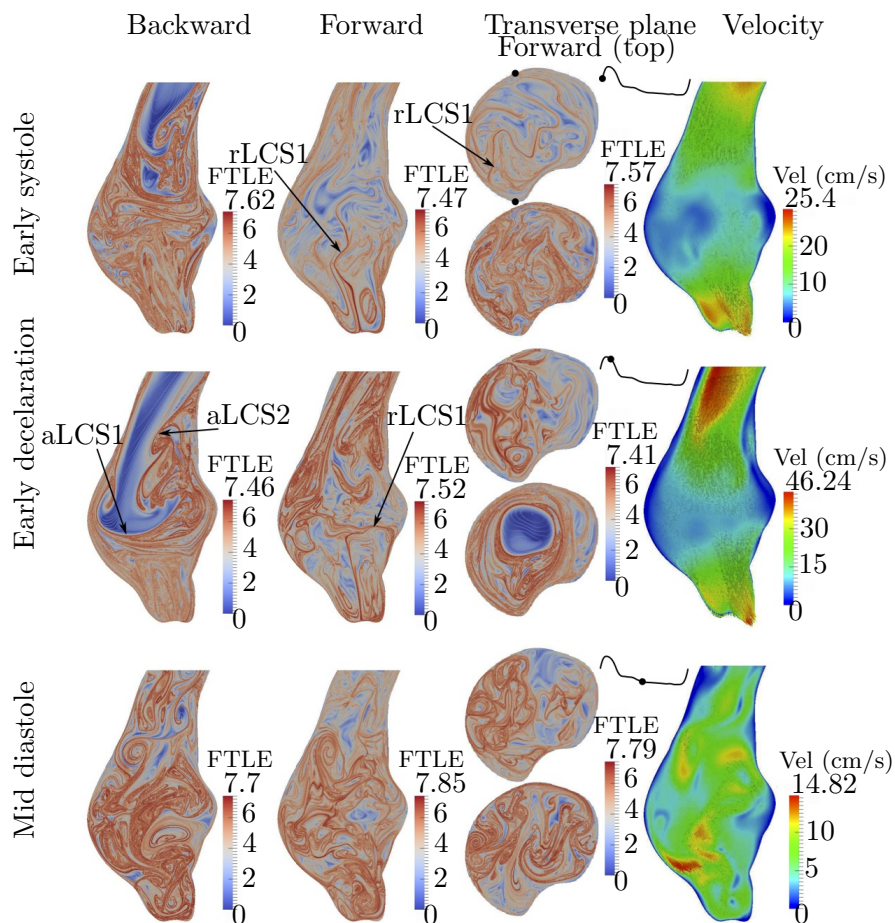 Backward Forward Transverse plane Velocity
Forward (top)
Early systole
rLCS1
rLCS1
FTLE
7.62
6
4
2
0
FTLE
7.47
6
4
2
0
FTLE
7.57
6
4
2
0
Vel (cm/s)
25.4
20
10
0
Early decelaration
aLCS1
aLCS2
rLCS1
FTLE
7.46
6
4
2
0
FTLE
7.52
6
4
2
0
FTLE
7.41
6
4
2
0
Vel (cm/s)
46.24
30
15
0
Mid diastole
FTLE
7.7
6
4
2
0
FTLE
7.85
6
4
2
0
FTLE
7.79
6
4
2
0
Vel (cm/s)
14.82
10
5
0